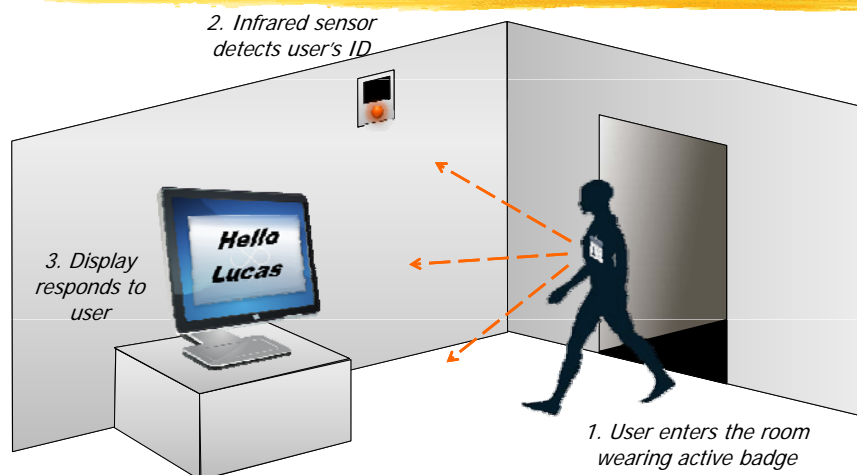 2. Infrared sensor
detects user's ID
Hello
Lucas
3. Display
responds to
user
1. User enters the room
wearing active badge